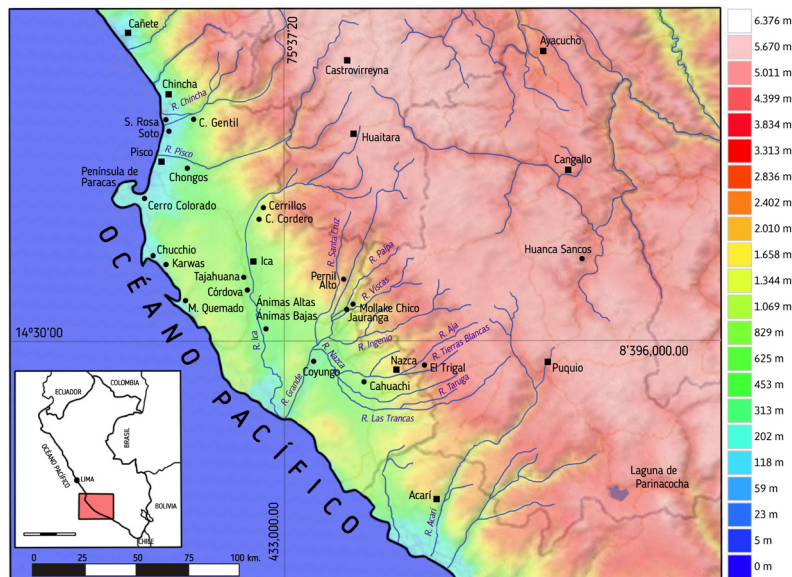 Cañete
75°37'20
Ayacucho
Castrovirreyna
Chincha
R. Chincha
S. Rosa
C. Gentil
Soto
Huaitara
Pisco
R. Pisco
Cangallo
Península de
Paracas
Chongos
Cerro Colorado
Cerrillos
C. Cordero
R. Santa Cruz
R. Palpa
Chucchio
Karwas
Ica
Huanca Sancos
Tajahuana
Pernil
Alto
R. Viscas
Córdova
M. Quemado
Ánimas Altas
Ánimas Bajas
Mollake Chico
Jauranga
14°30'00
R. Ica
R. Ingenio
R. Aja
R. Tierras Blancas
8'396,000.00
R. Nazca
Coyungo
Nazca
El Trigal
Puquio
Cahuachi
R. Taruga
R. Grande
R. Las Trancas
OCÉANO PACÍFICO
Laguna de
Parinacocha
Acarí
R. Acarí
433,000.00
COLOMBIA
ECUADOR
BRASIL
OCÉANO PACÍFICO
LIMA
BOLIVIA
CHILE
0 25 50 75 100 km.
6.376 m
5.670 m
5.011 m
4.399 m
3.834 m
3.313 m
2.836 m
2.402 m
2.010 m
1.658 m
1.344 m
1.069 m
829 m
625 m
453 m
313 m
202 m
118 m
59 m
23 m
5 m
0 m